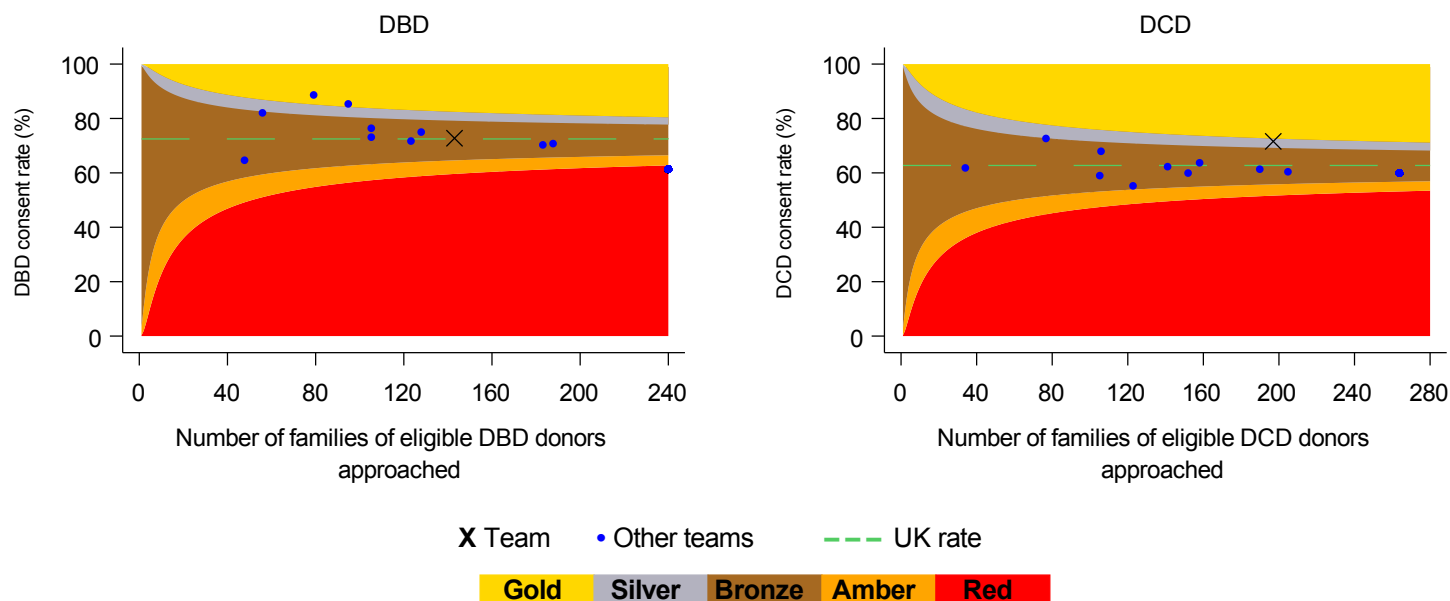 DBD
DBD consent rate (%)
100
80
60
40
20
0
0 40 80 120 160 200 240
Number of families of eligible DBD donors
approached
DCD
DCD consent rate (%)
100
80
60
40
20
0
0 40 80 120 160 200 240 280
Number of families of eligible DCD donors
approached
X Team Other teams UK rate
Gold Silver Bronze Amber Red